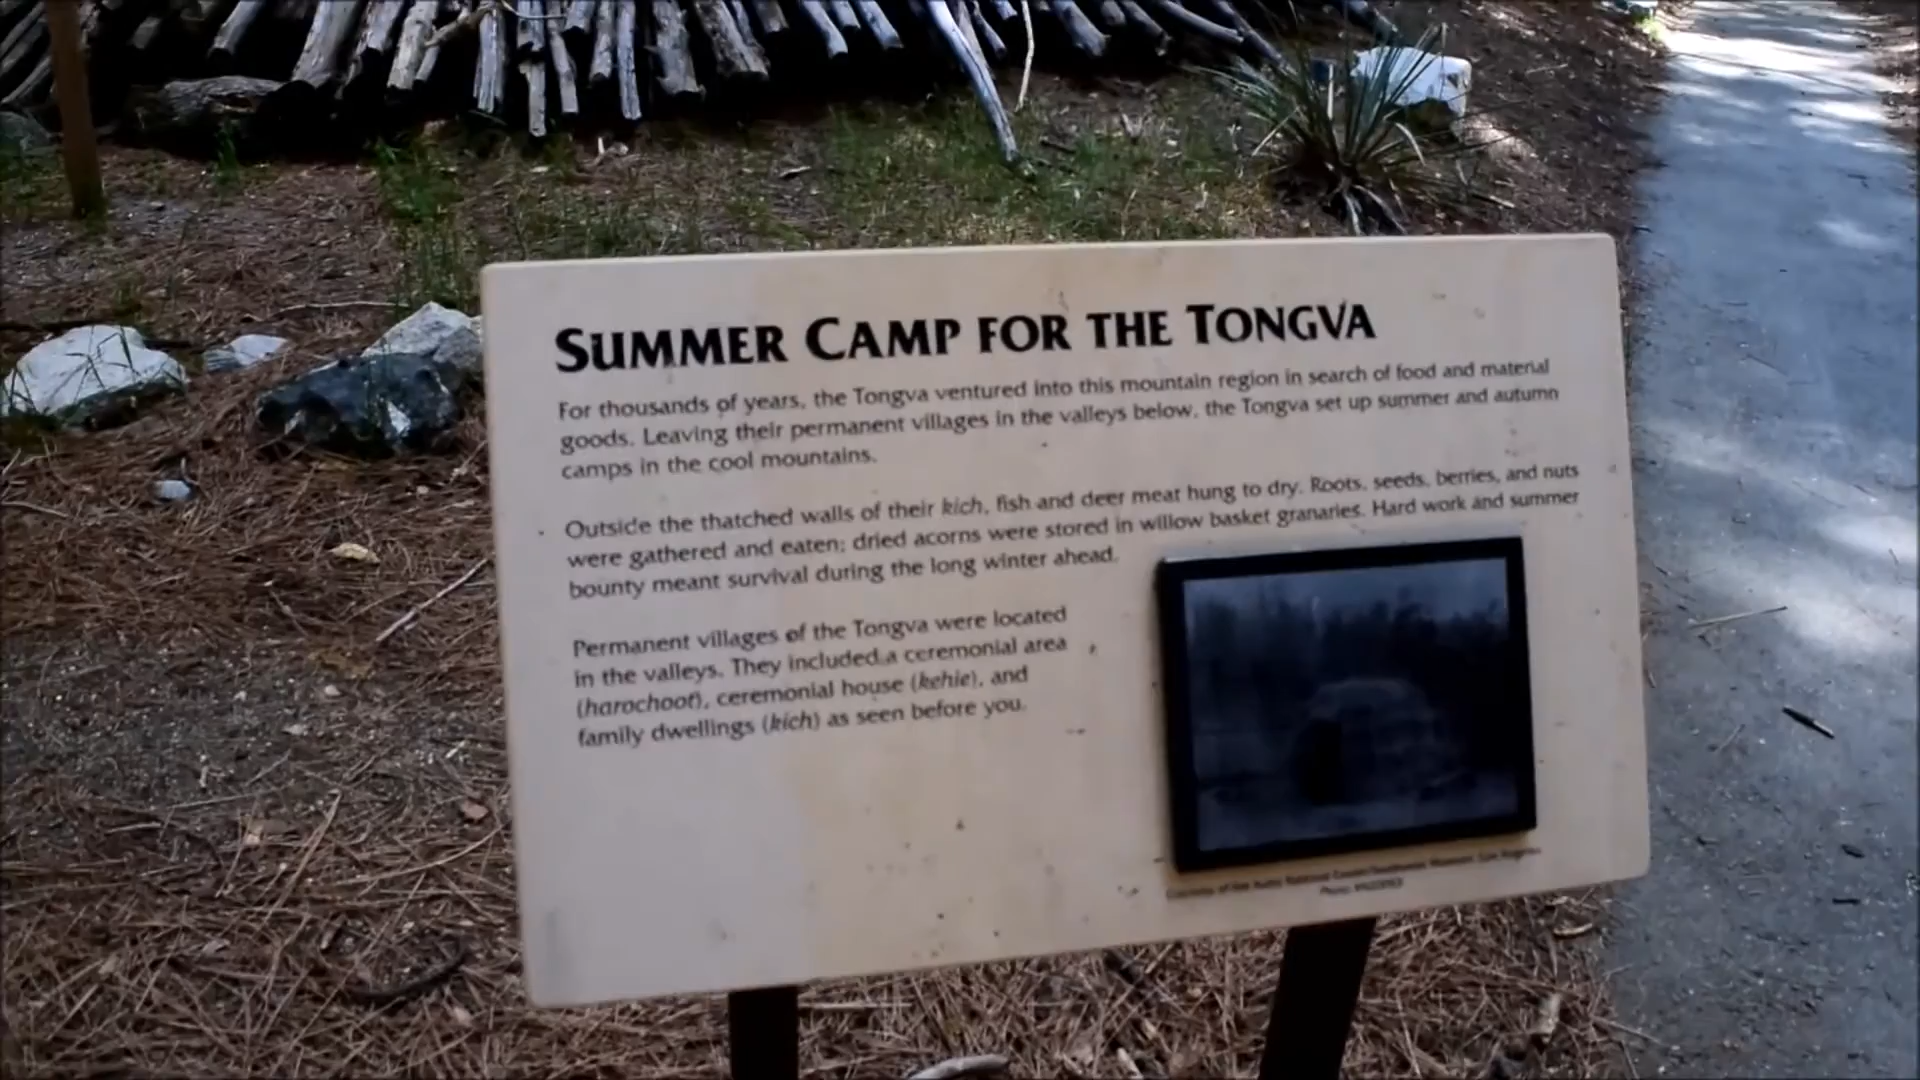 SUMMER CAMP FOR THE TONGVA
For thousands of years, the Tongva ventured into this mountain region in search of food and material
goods. Leaving their permanent villages in the valleys below, the Tongva set up summer and autumn
camps in the cool mountains.
Outside the thatched walls of their kich, fish and deer meat hung to dry. Roots, seeds, berries, and nuts
were gathered and eaten; dried acorns were stored in willow basket granaries. Hard work and summer
bounty meant survival during the long winter ahead.
Permanent villages of the Tongva were located
in the valleys. They included a ceremonial area
(harochoot), ceremonial house (kehie), and
family dwellings (kich) as seen before you.
Courtesy of the
Photo